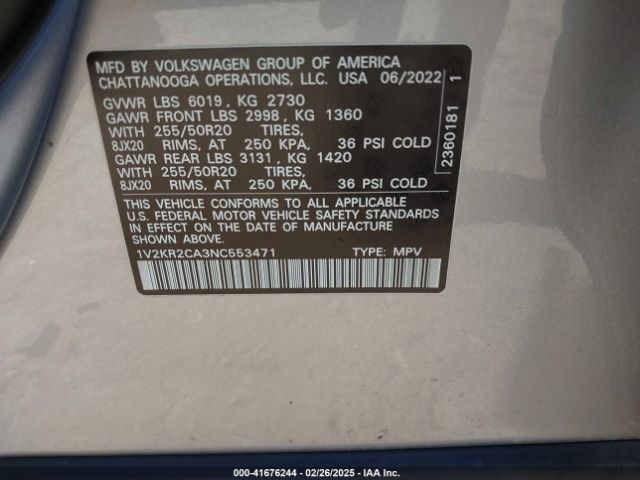 MFD BY VOLKSWAGEN GROUP OF AMERICA
CHATTANOOGA OPERATIONS, LLC. USA 06/2022
GVWR LBS 6019, KG 2730
GAWR FRONT LBS 2998, KG 1360
WITH 255/50R20 TIRES,
8JX20 RIMS, AT 250 KPA, 36 PSI COLD
GAWR REAR LBS 3131, KG 1420
WITH 255/50R20 TIRES,
8JX20 RIMS, AT 250 KPA, 36 PSI COLD
THIS VEHICLE CONFORMS TO ALL APPLICABLE
U.S. FEDERAL MOTOR VEHICLE SAFETY STANDARDS
IN EFFECT ON THE DATE OF MANUFACTURE
SHOWN ABOVE.
1V2KR2CA3NC553471 TYPE: MPV
2360181 1
0-41676244 | 02/26/2025 - IAA Vehicle Purchase